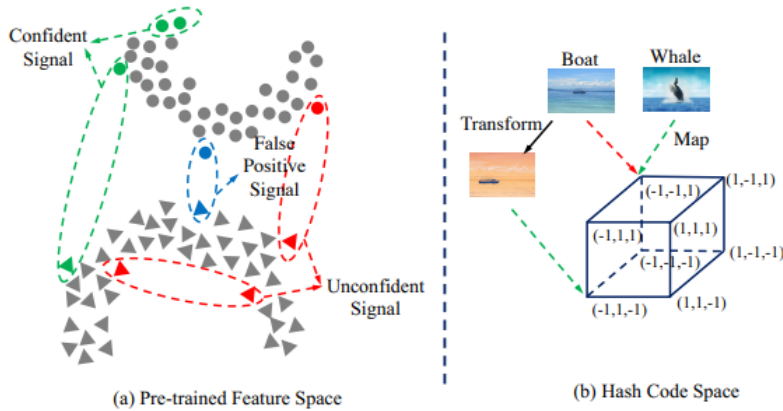 Confident
Signal
False
Positive
Signal
Unconfident
Signal
(a) Pre-trained Feature Space
Boat
Whale
Transform
Map
(-1,-1,1)
(1,-1,1)
(-1,1,1)
(1,1,1)
(-1,-1,-1)
(1,-1,-1)
(-1,1,-1)
(1,1,-1)
(b) Hash Code Space